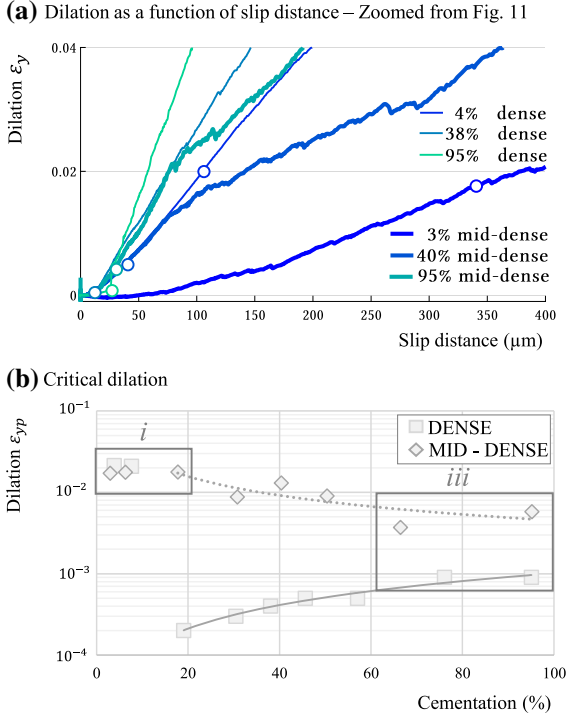 (a) Dilation as a function of slip distance – Zoomed from Fig. 11
Dilation εy
0.04
0.02
0
4% dense
38% dense
95% dense
3% mid-dense
40% mid-dense
95% mid-dense
0 50 100 150 200 250 300 350 400
Slip distance (µm)
(b) Critical dilation
Dilation εyp
10⁻¹
10⁻²
10⁻³
10⁻⁴
i
DENSE
MID - DENSE
iii
0 20 40 60 80 100
Cementation (%)